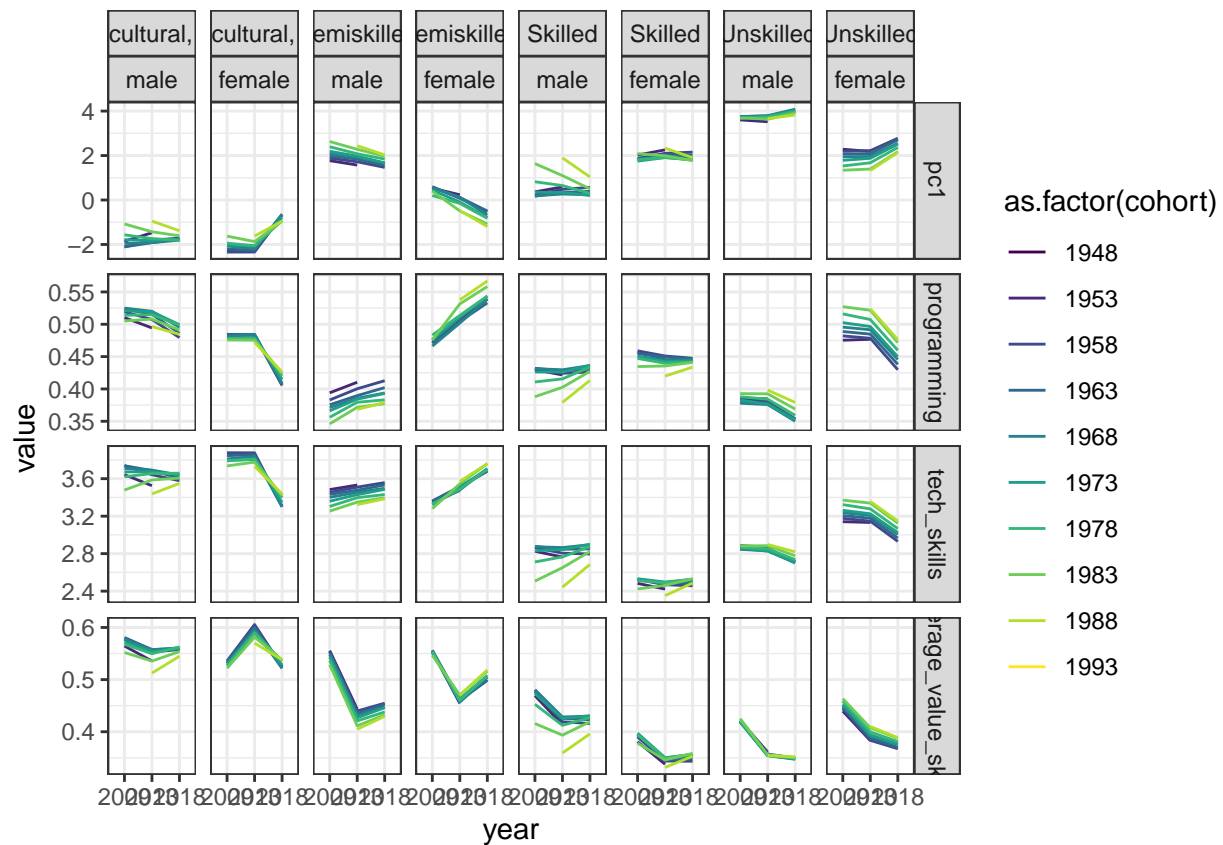 cultural, cultural, emiskille emiskille Skilled Skilled Unskilled Unskilled
male female male female male female male female
4
2
0
−2
pc1
0.55
0.50
0.45
0.40
0.35
programming
3.6
3.2
2.8
2.4
tech_skills
0.6
0.5
0.4
erage_value_sk
value
year
as.factor(cohort)
1948
1953
1958
1963
1968
1973
1978
1983
1988
1993